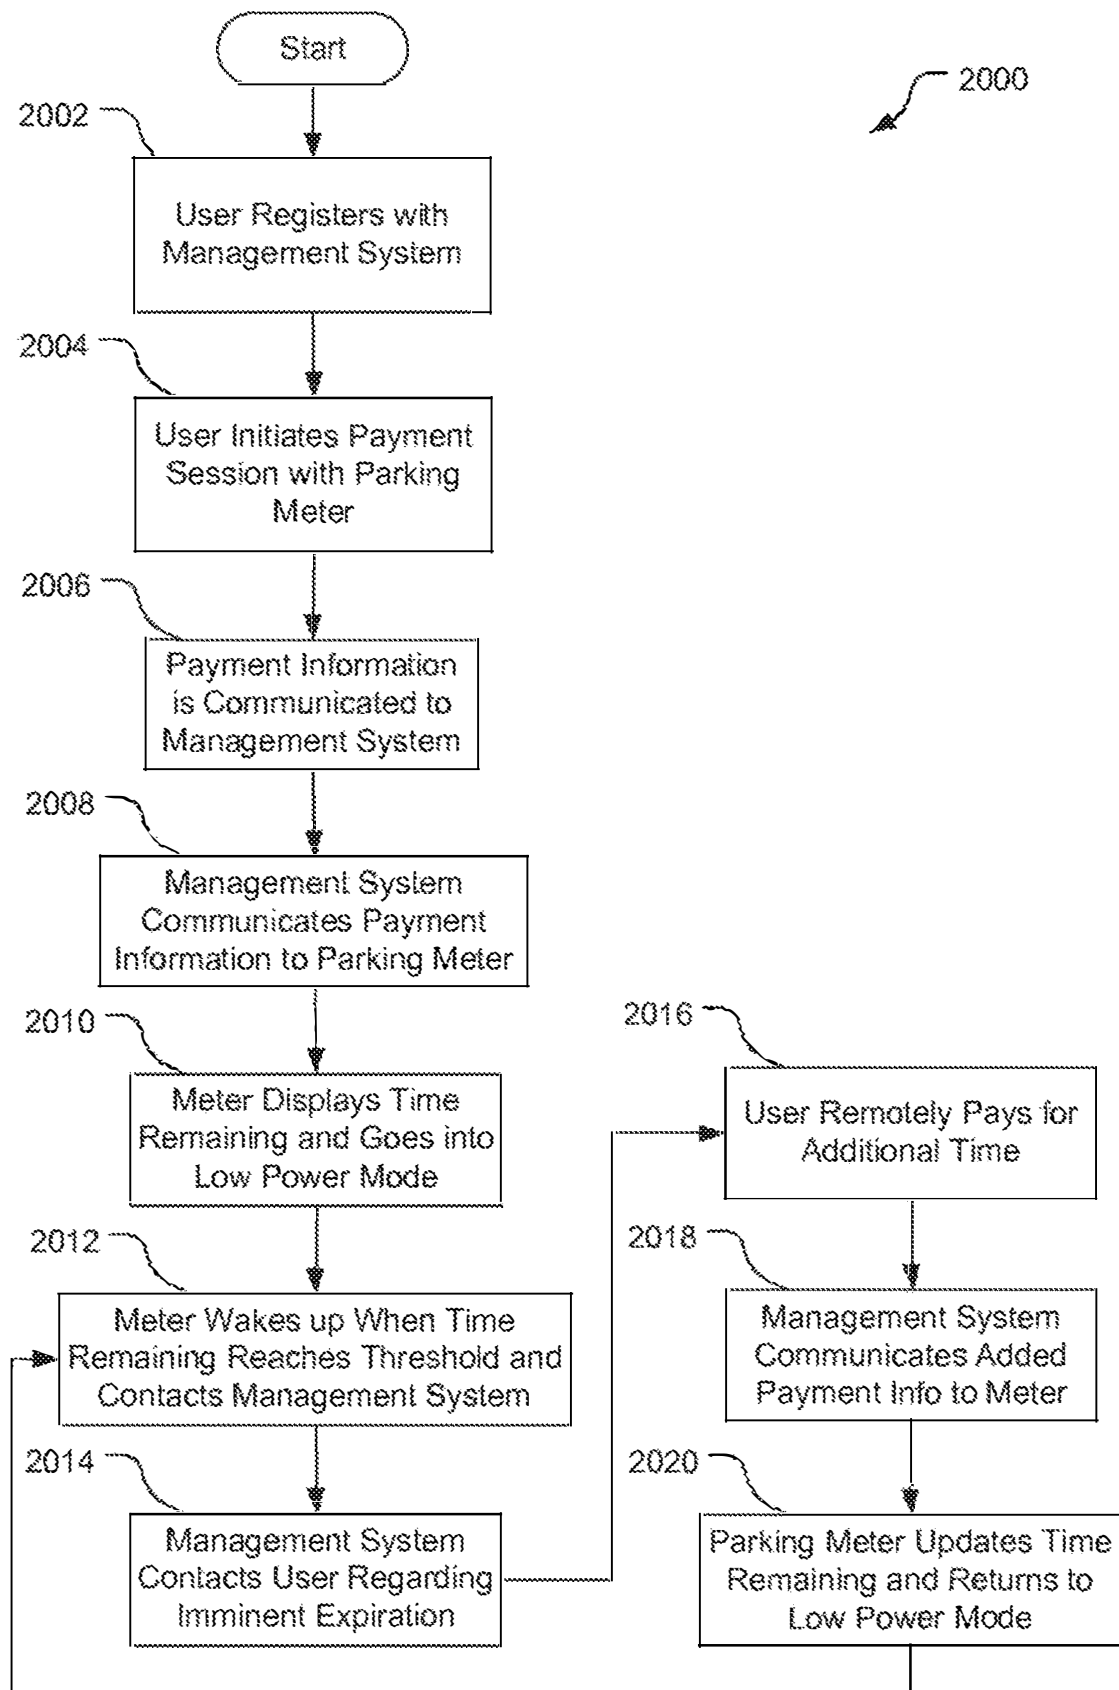 Start
2000
2002
User Registers with
Management System
2004
User Initiates Payment
Session with Parking
Meter
2006
Payment Information
is Communicated to
Management System
2008
Management System
Communicates Payment
Information to Parking Meter
2010
Meter Displays Time
Remaining and Goes into
Low Power Mode
2012
Meter Wakes up When Time
Remaining Reaches Threshold and
Contacts Management System
2014
Management System
Contacts User Regarding
Imminent Expiration
2016
User Remotely Pays for
Additional Time
2018
Management System
Communicates Added
Payment Info to Meter
2020
Parking Meter Updates Time
Remaining and Returns to
Low Power Mode